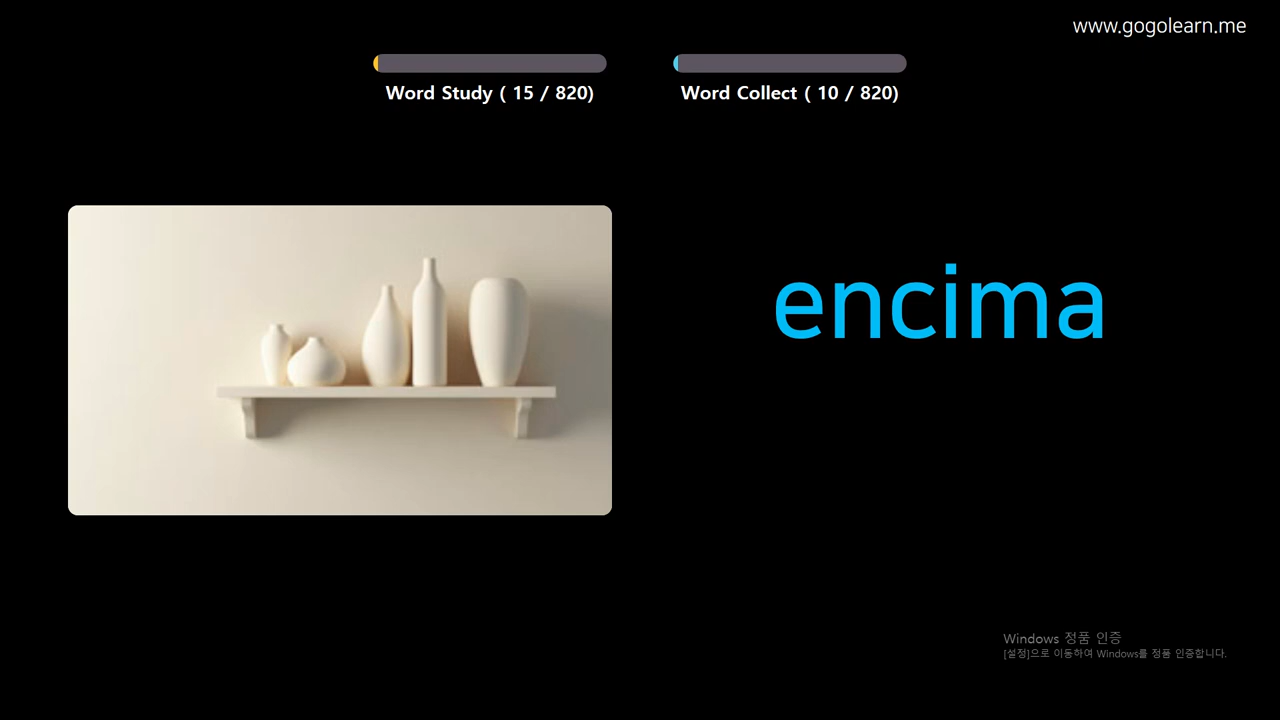 www.gogolearn.me
Word Study ( 15 / 820)
Word Collect ( 10 / 820)
encima
Windows 정품 인증
[설정]으로 이동하여 Windows를 정품 인증합니다.